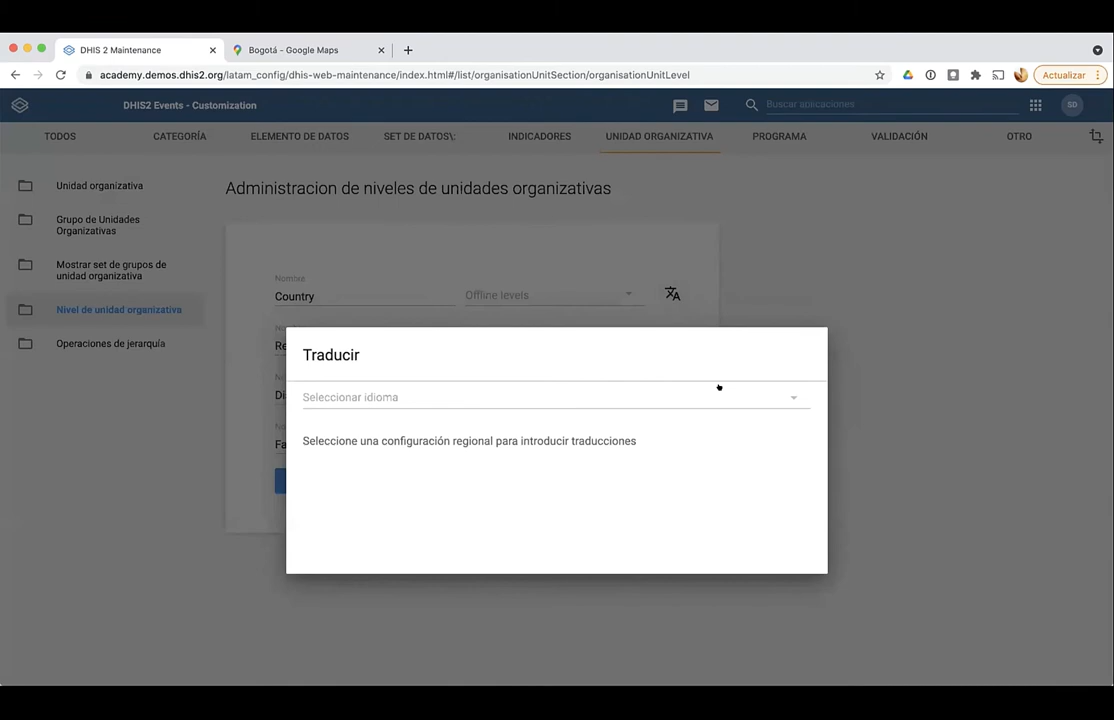 DHIS 2 Maintenance
Bogotá - Google Maps
academy.demos.dhis2.org/latam_config/dhis-web-maintenance/index.html#/list/organisationUnitSection/organisationUnitLevel
Actualizar
DHIS2 Events - Customization
Buscar aplicaciones
SD
TODOS
CATEGORÍA
ELEMENTO DE DATOS
SET DE DATOS\:
INDICADORES
UNIDAD ORGANIZATIVA
PROGRAMA
VALIDACIÓN
OTRO
Unidad organizativa
Grupo de Unidades
Organizativas
Mostrar set de grupos de
unidad organizativa
Nivel de unidad organizativa
Operaciones de jerarquía
Administracion de niveles de unidades organizativas
Nombre
Country
Offline levels
Traducir
Seleccionar idioma
Seleccione una configuración regional para introducir traducciones